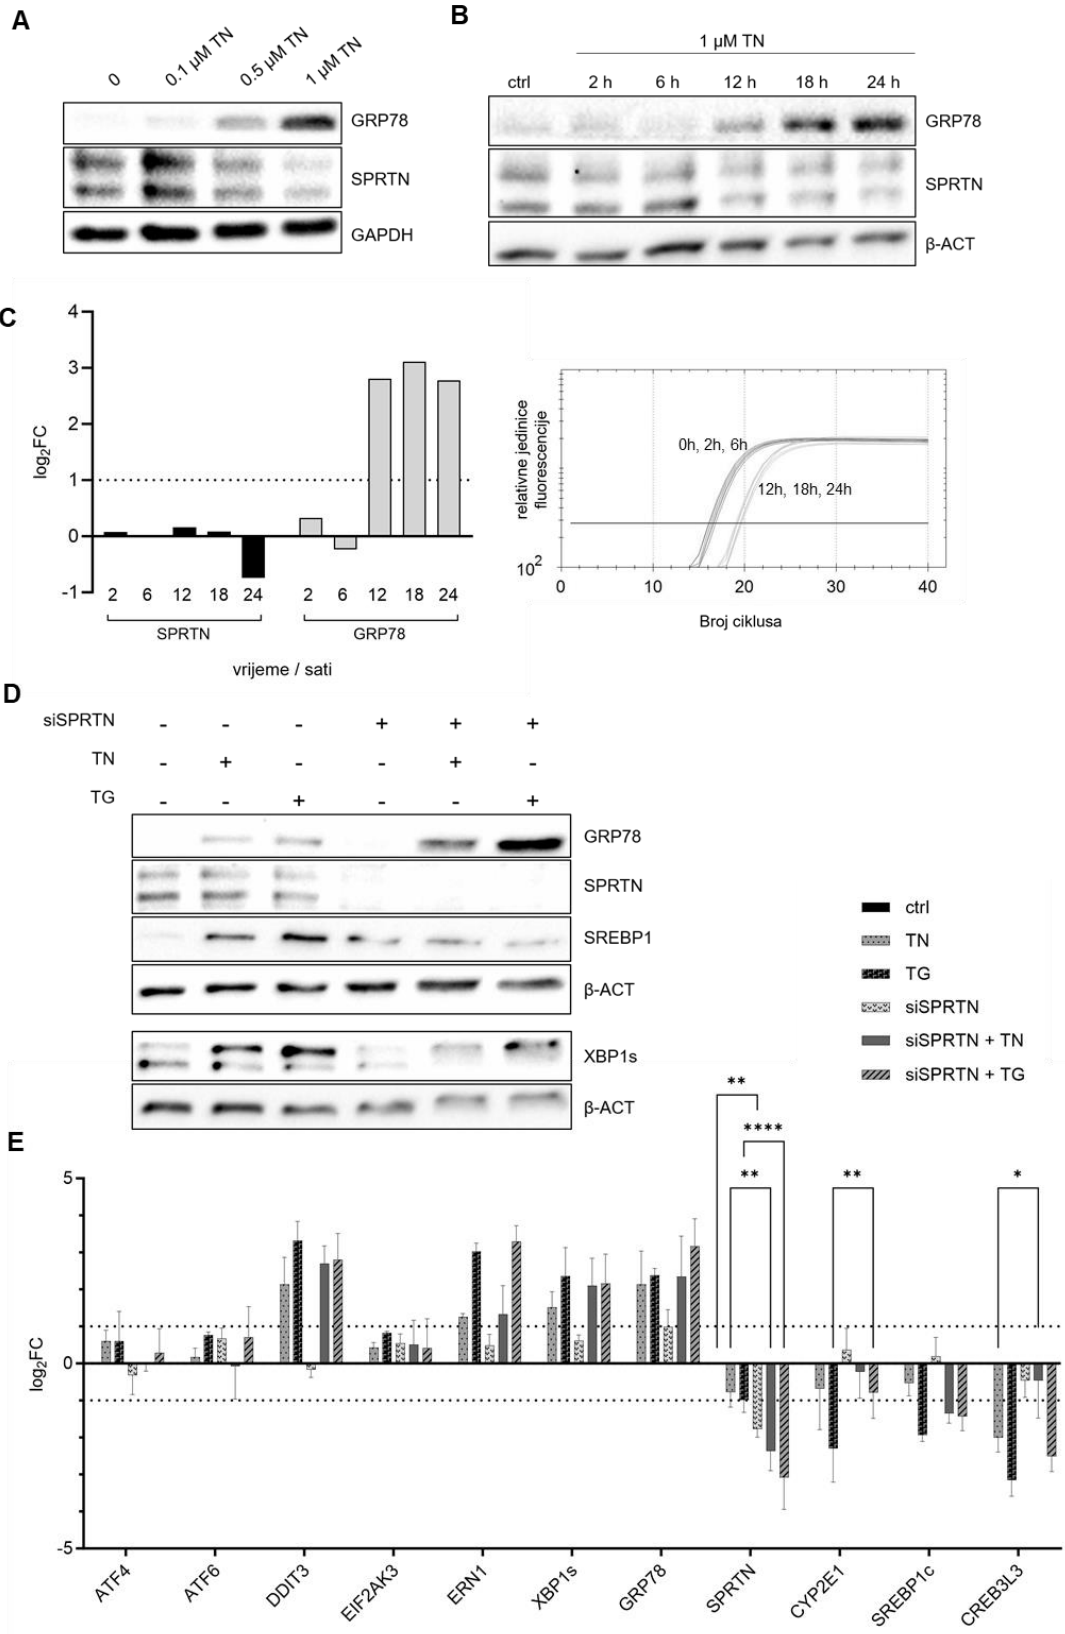 A
0
0.1 µM TN
0.5 µM TN
1 µM TN
GRP78
SPRTN
GAPDH
B
1 µM TN
ctrl 2 h 6 h 12 h 18 h 24 h
GRP78
SPRTN
β-ACT
C
4
3
2
1
0
-1
log2FC
2 6 12 18 24 2 6 12 18 24
SPRTN GRP78
vrijeme / sati
relativne jedinice
fluorescencije
0h, 2h, 6h
12h, 18h, 24h
10²
0 10 20 30 40
Broj ciklusa
D
siSPRTN - - - + + +
TN - + - - + -
TG - - + - - +
GRP78
SPRTN
SREBP1
β-ACT
XBP1s
β-ACT
ctrl
TN
TG
siSPRTN
siSPRTN + TN
siSPRTN + TG
E
**
****
** ** *
5
0
-5
log2FC
ATF4
ATF6
DDIT3
EIF2AK3
ERN1
XBP1s
GRP78
SPRTN
CYP2E1
SREBP1c
CREB3L3